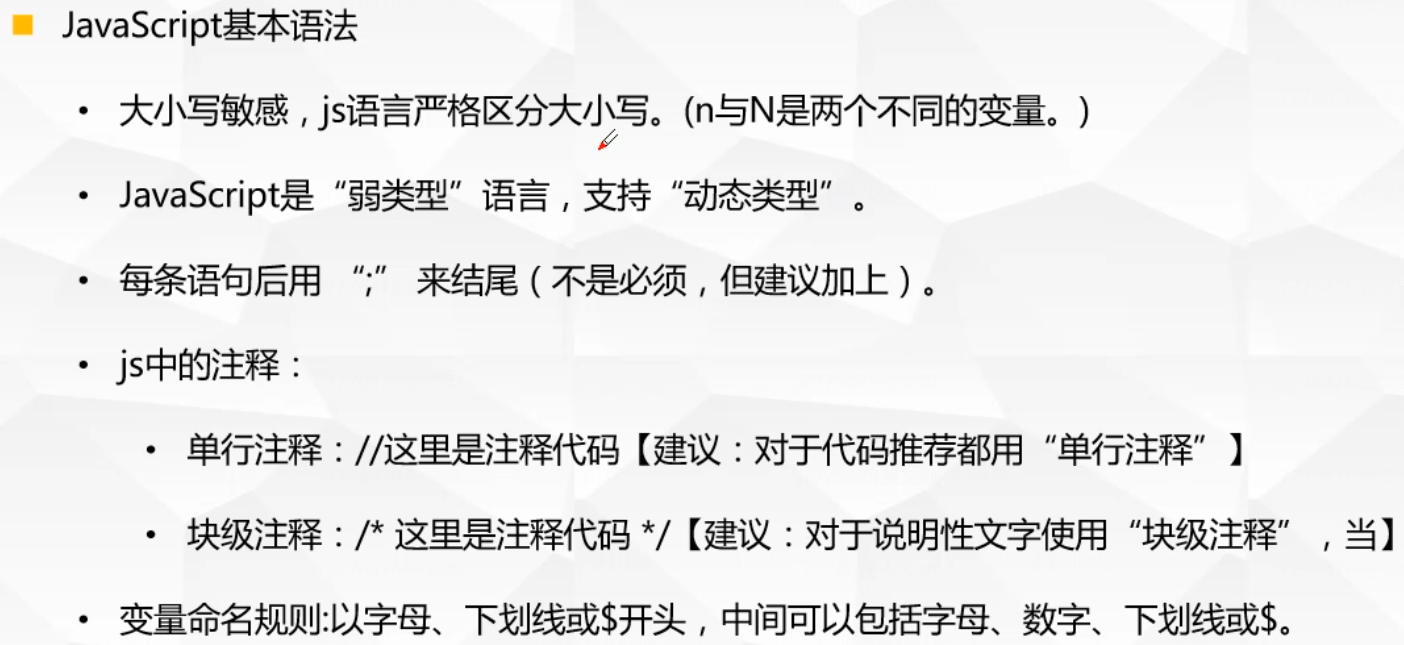 JavaScript基本语法
大小写敏感，js语言严格区分大小写。(n与N是两个不同的变量。)
JavaScript是“弱类型”语言，支持“动态类型”。
每条语句后用 “;” 来结尾（不是必须，但建议加上）。
js中的注释：
单行注释：//这里是注释代码【建议：对于代码推荐都用“单行注释”】
块级注释：/* 这里是注释代码 */【建议：对于说明性文字使用“块级注释”，当】
变量命名规则:以字母、下划线或$开头，中间可以包括字母、数字、下划线或$。